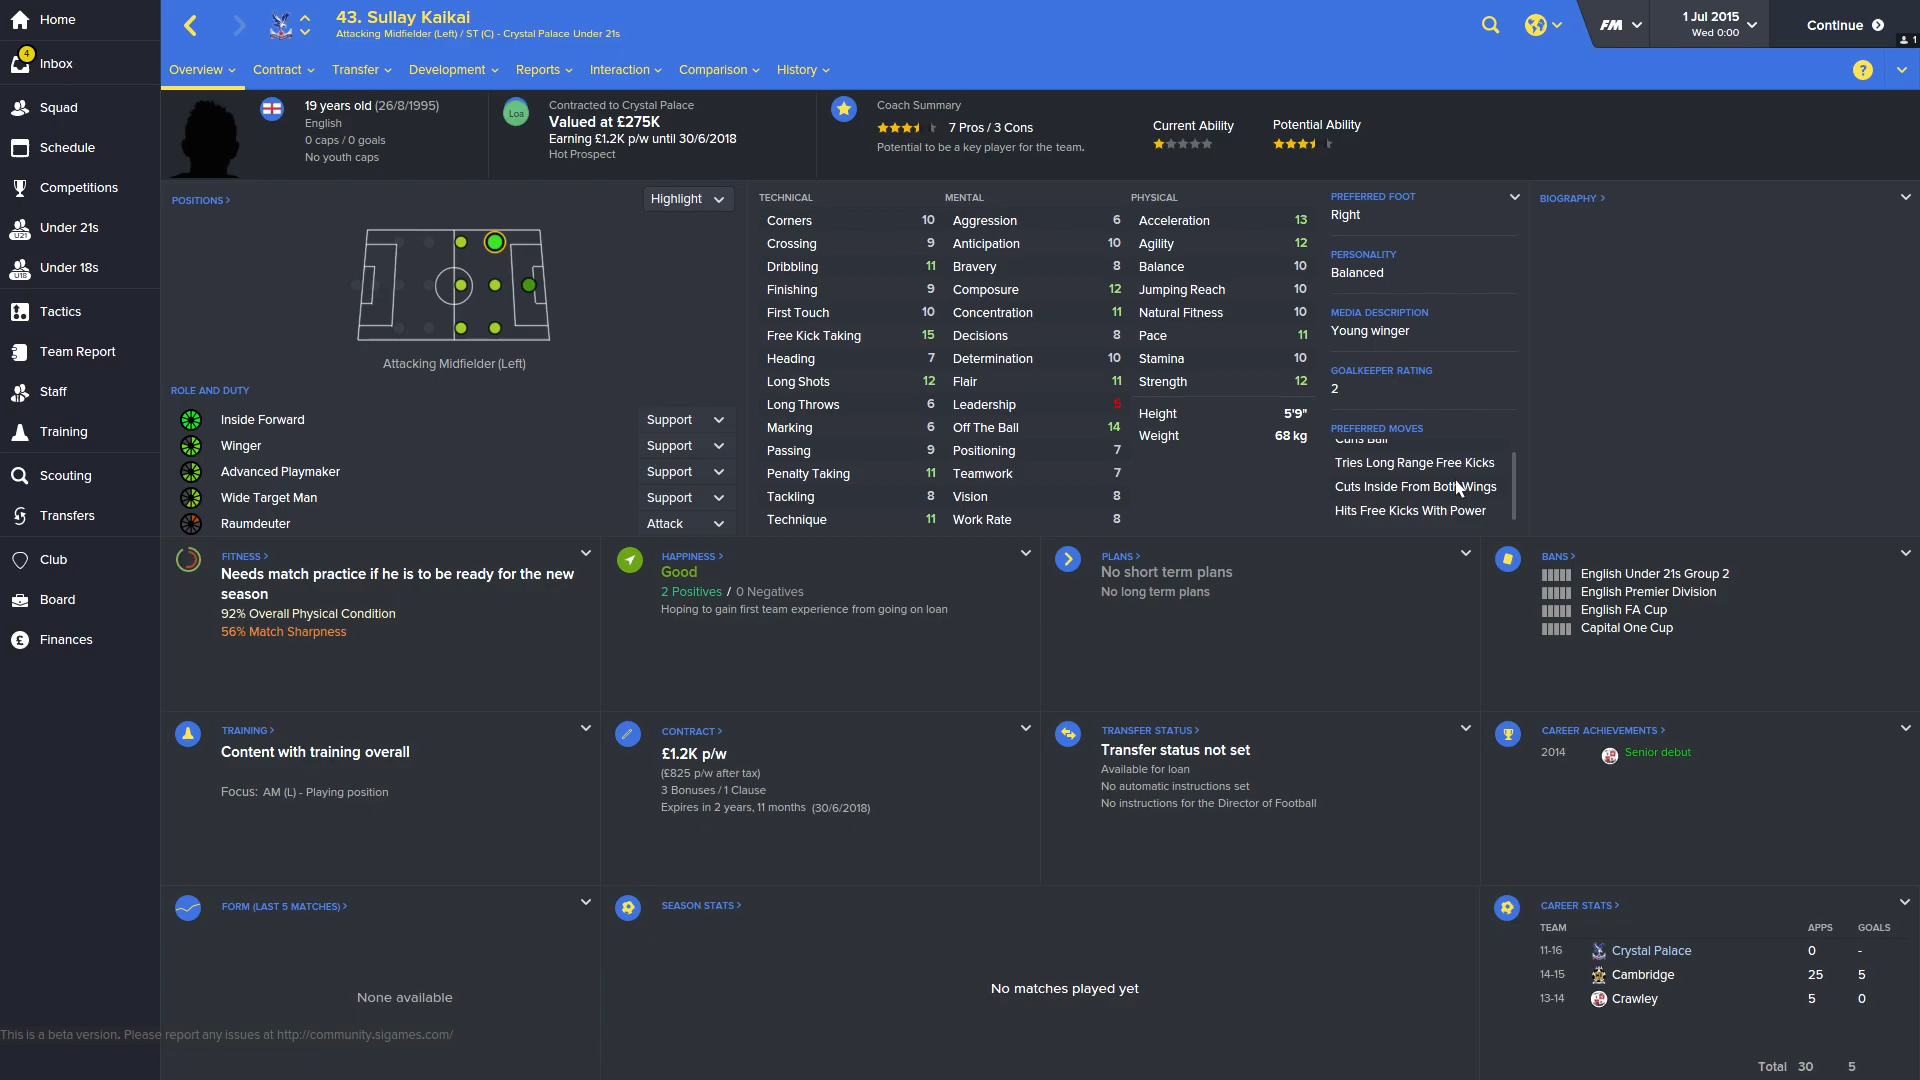 Home
4
Inbox
Squad
Schedule
Competitions
U21
Under 21s
U18
Under 18s
Tactics
Team Report
Staff
Training
Scouting
Transfers
Club
Board
Finances
43. Sullay Kaikai
Attacking Midfielder (Left) / ST (C) - Crystal Palace Under 21s
FM
1 Jul 2015
Wed 0:00
Continue
1
Overview
Contract
Transfer
Development
Reports
Interaction
Comparison
History
?
19 years old (26/8/1995)
English
0 caps / 0 goals
No youth caps
Loa
Contracted to Crystal Palace
Valued at £275K
Earning £1.2K p/w until 30/6/2018
Hot Prospect
Coach Summary
7 Pros / 3 Cons
Potential to be a key player for the team.
Current Ability
Potential Ability
POSITIONS >
Highlight
Attacking Midfielder (Left)
ROLE AND DUTY
Inside Forward Support
Winger Support
Advanced Playmaker Support
Wide Target Man Support
Raumdeuter Attack
TECHNICAL
Corners 10
Crossing 9
Dribbling 11
Finishing 9
First Touch 10
Free Kick Taking 15
Heading 7
Long Shots 12
Long Throws 6
Marking 6
Passing 9
Penalty Taking 11
Tackling 8
Technique 11
MENTAL
Aggression 6
Anticipation 10
Bravery 8
Composure 12
Concentration 11
Decisions 8
Determination 10
Flair 11
Leadership 5
Off The Ball 14
Positioning 7
Teamwork 7
Vision 8
Work Rate 8
PHYSICAL
Acceleration 13
Agility 12
Balance 10
Jumping Reach 10
Natural Fitness 10
Pace 11
Stamina 10
Strength 12
Height 5'9"
Weight 68 kg
PREFERRED FOOT
Right
PERSONALITY
Balanced
MEDIA DESCRIPTION
Young winger
GOALKEEPER RATING
2
PREFERRED MOVES
Curls Ball
Tries Long Range Free Kicks
Cuts Inside From Both Wings
Hits Free Kicks With Power
BIOGRAPHY >
FITNESS >
Needs match practice if he is to be ready for the new
season
92% Overall Physical Condition
56% Match Sharpness
HAPPINESS >
Good
2 Positives / 0 Negatives
Hoping to gain first team experience from going on loan
PLANS >
No short term plans
No long term plans
BANS >
English Under 21s Group 2
English Premier Division
English FA Cup
Capital One Cup
TRAINING >
Content with training overall
Focus: AM (L) - Playing position
CONTRACT >
£1.2K p/w
(£825 p/w after tax)
3 Bonuses / 1 Clause
Expires in 2 years, 11 months (30/6/2018)
TRANSFER STATUS >
Transfer status not set
Available for loan
No automatic instructions set
No instructions for the Director of Football
CAREER ACHIEVEMENTS >
2014 Senior debut
FORM (LAST 5 MATCHES) >
None available
SEASON STATS >
No matches played yet
CAREER STATS >
TEAM APPS GOALS
11-16 Crystal Palace 0 -
14-15 Cambridge 25 5
13-14 Crawley 5 0
Total 30 5
This is a beta version. Please report any issues at http://community.sigames.com/